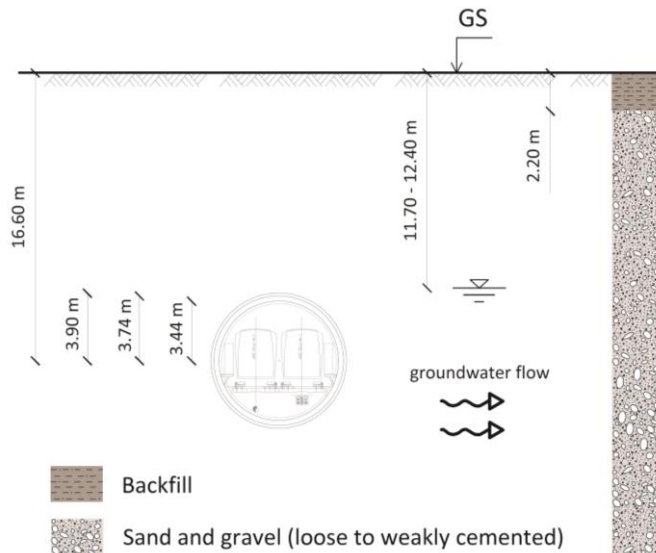 GS
16.60 m
11.70 - 12.40 m
2.20 m
3.90 m
3.74 m
3.44 m
groundwater flow
Backfill
Sand and gravel (loose to weakly cemented)